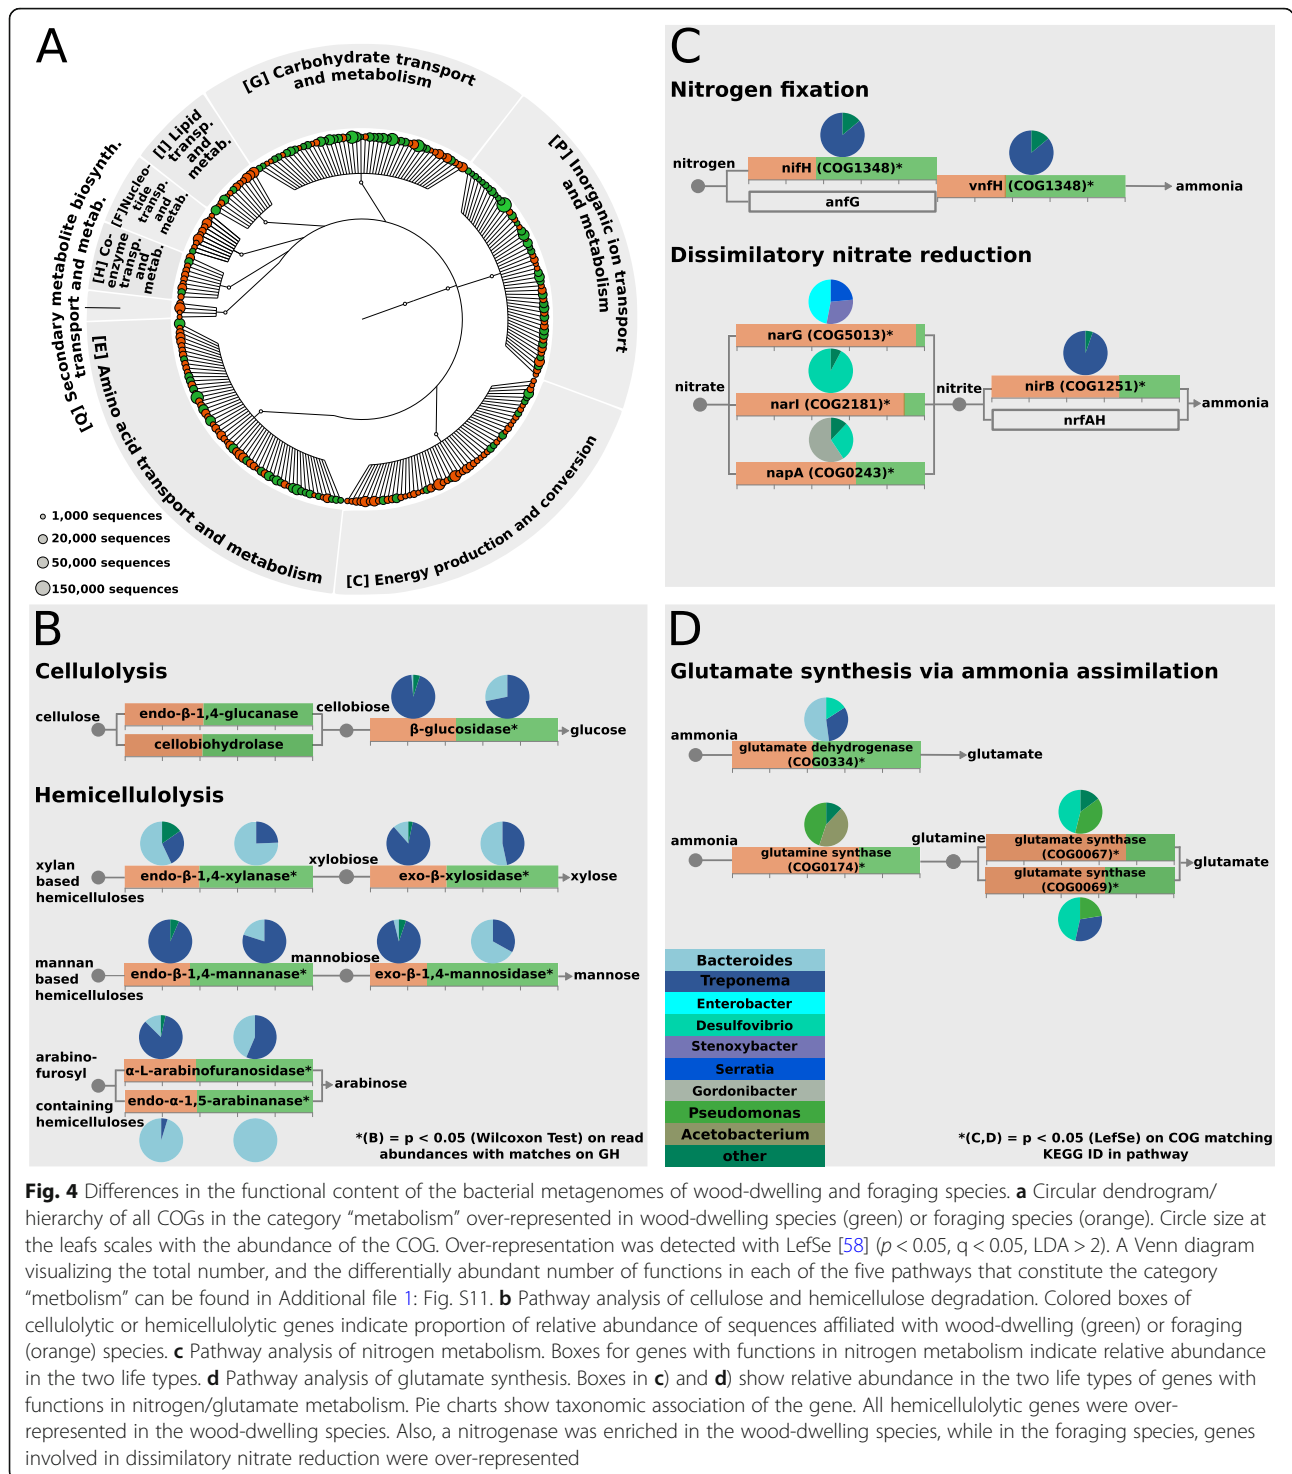 A
[G] Carbohydrate transport
and metabolism
[P] Inorganic ion transport
and metabolism
[C] Energy production and conversion
[E] Amino acid transport and metabolism
[Q] Secondary metabolite biosynth.
transport and metab.
[H] Co-
enzyme
transp.
and
metab.
[F]Nucleo-
tide
transp.
and
metab.
[I] Lipid
transp.
and
metab.
1,000 sequences
20,000 sequences
50,000 sequences
150,000 sequences
C
Nitrogen fixation
nitrogen
nifH (COG1348)*
anfG
vnfH (COG1348)*
ammonia
Dissimilatory nitrate reduction
nitrate
narG (COG5013)*
narI (COG2181)*
napA (COG0243)*
nitrite
nirB (COG1251)*
nrfAH
ammonia
B
Cellulolysis
cellulose
endo-β-1,4-glucanase
cellobiohydrolase
cellobiose
β-glucosidase*
glucose
Hemicellulolysis
xylan
based
hemicelluloses
endo-β-1,4-xylanase*
xylobiose
exo-β-xylosidase*
xylose
mannan
based
hemicelluloses
endo-β-1,4-mannanase*
mannobiose
exo-β-1,4-mannosidase*
mannose
arabino-
furosyl
containing
hemicelluloses
α-L-arabinofuranosidase*
endo-α-1,5-arabinanase*
arabinose
*(B) = p < 0.05 (Wilcoxon Test) on read
abundances with matches on GH
D
Glutamate synthesis via ammonia assimilation
ammonia
glutamate dehydrogenase
(COG0334)*
glutamate
ammonia
glutamine synthase
(COG0174)*
glutamine
glutamate synthase
(COG0067)*
glutamate synthase
(COG0069)*
glutamate
Bacteroides
Treponema
Enterobacter
Desulfovibrio
Stenoxybacter
Serratia
Gordonibacter
Pseudomonas
Acetobacterium
other
*(C,D) = p < 0.05 (LefSe) on COG matching
KEGG ID in pathway
Fig. 4 Differences in the functional content of the bacterial metagenomes of wood-dwelling and foraging species. a Circular dendrogram/
hierarchy of all COGs in the category “metabolism” over-represented in wood-dwelling species (green) or foraging species (orange). Circle size at
the leafs scales with the abundance of the COG. Over-representation was detected with LefSe [58] (p < 0.05, q < 0.05, LDA > 2). A Venn diagram
visualizing the total number, and the differentially abundant number of functions in each of the five pathways that constitute the category
“metbolism” can be found in Additional file 1: Fig. S11. b Pathway analysis of cellulose and hemicellulose degradation. Colored boxes of
cellulolytic or hemicellulolytic genes indicate proportion of relative abundance of sequences affiliated with wood-dwelling (green) or foraging
(orange) species. c Pathway analysis of nitrogen metabolism. Boxes for genes with functions in nitrogen metabolism indicate relative abundance
in the two life types. d Pathway analysis of glutamate synthesis. Boxes in c) and d) show relative abundance in the two life types of genes with
functions in nitrogen/glutamate metabolism. Pie charts show taxonomic association of the gene. All hemicellulolytic genes were over-
represented in the wood-dwelling species. Also, a nitrogenase was enriched in the wood-dwelling species, while in the foraging species, genes
involved in dissimilatory nitrate reduction were over-represented